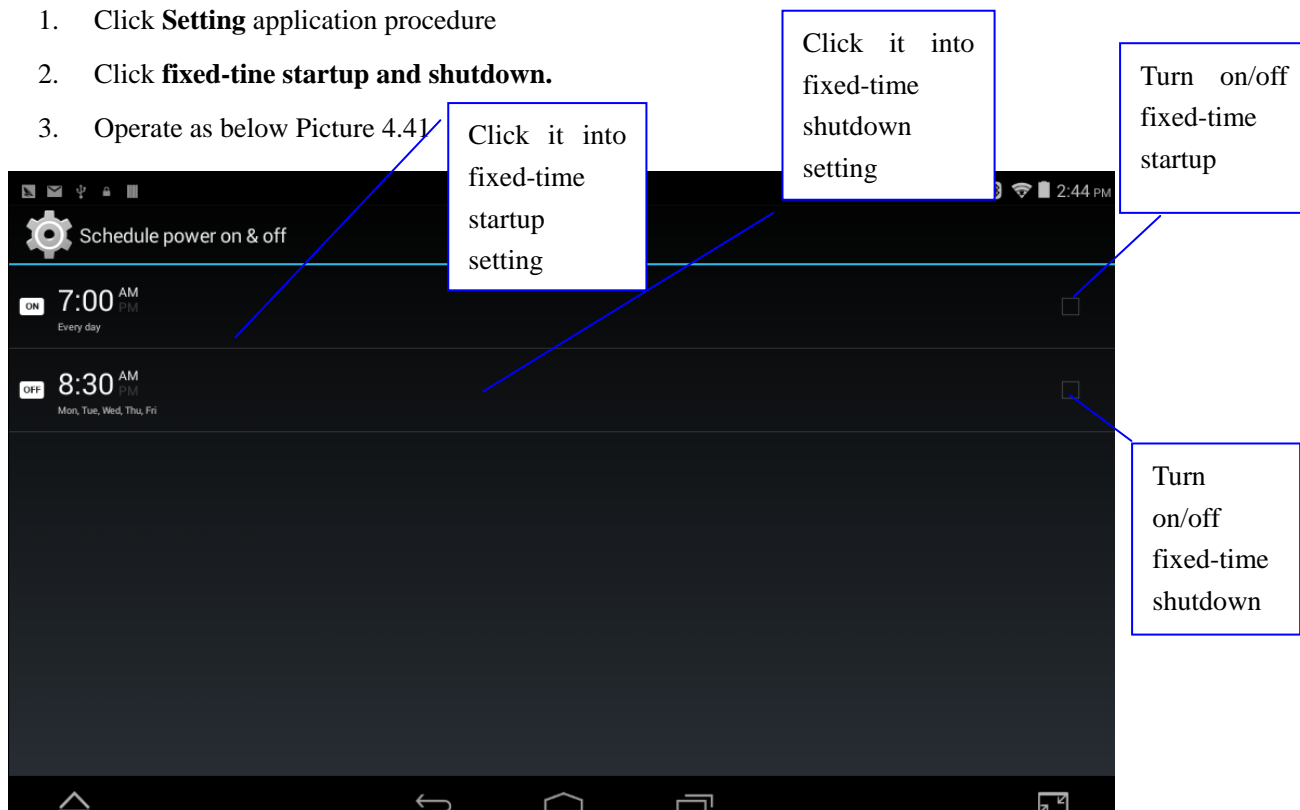 1. Click Setting application procedure
2. Click fixed-tine startup and shutdown.
3. Operate as below Picture 4.41
Click it into
fixed-time
startup
setting
Click it into
fixed-time
shutdown
setting
Turn on/off
fixed-time
startup
2:44 PM
Schedule power on & off
ON 7:00 AM
PM
Every day
OFF 8:30 AM
PM
Mon, Tue, Wed, Thu, Fri
Turn
on/off
fixed-time
shutdown